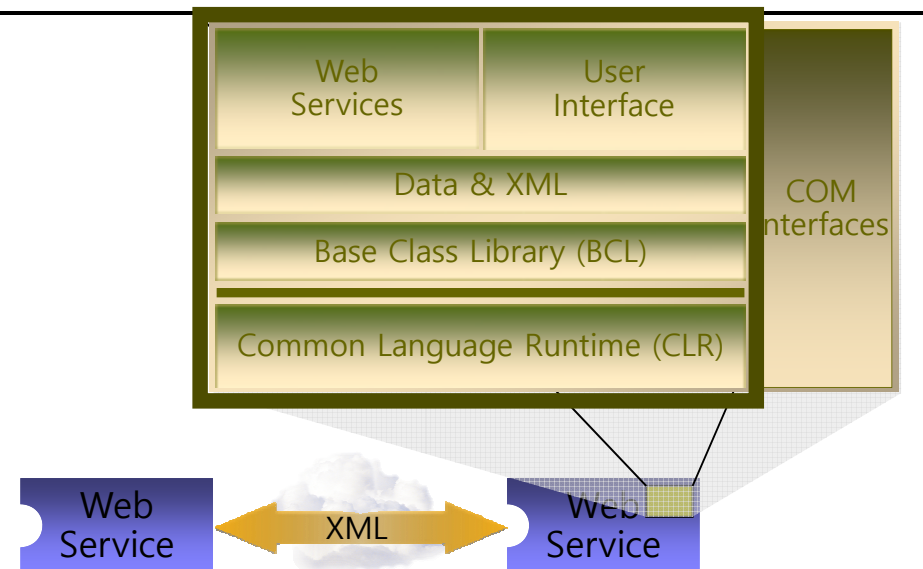 Web
Services
User
Interface
Data & XML
Base Class Library (BCL)
Common Language Runtime (CLR)
COM
nterfaces
Web
Service
XML
Web
Service